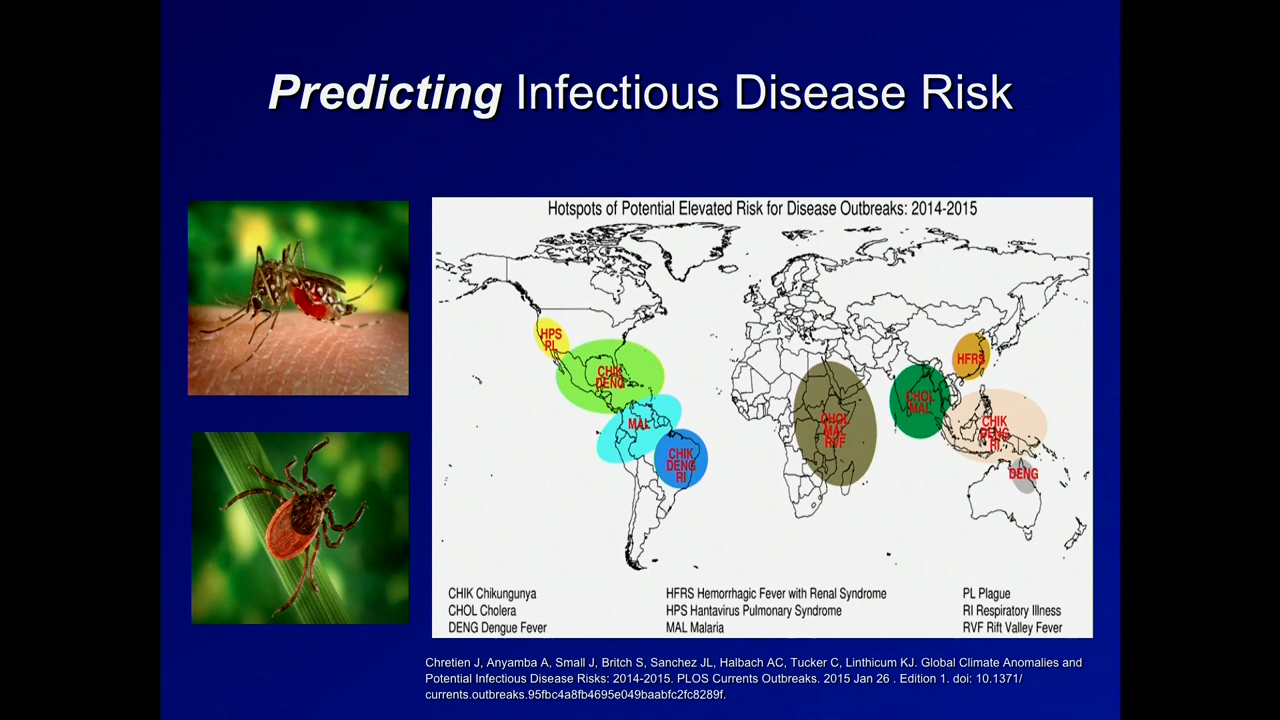 Predicting Infectious Disease Risk
Hotspots of Potential Elevated Risk for Disease Outbreaks: 2014-2015
HPS
PL
CHIK
DENG
MAL
CHIK
DENG
RI
CHOL
MAL
RVF
CHOL
MAL
HFRS
CHIK
DENG
RI
DENG
CHIK Chikungunya
CHOL Cholera
DENG Dengue Fever
HFRS Hemorrhagic Fever with Renal Syndrome
HPS Hantavirus Pulmonary Syndrome
MAL Malaria
PL Plague
RI Respiratory Illness
RVF Rift Valley Fever
Chretien J, Anyamba A, Small J, Britch S, Sanchez JL, Halbach AC, Tucker C, Linthicum KJ. Global Climate Anomalies and
Potential Infectious Disease Risks: 2014-2015. PLOS Currents Outbreaks. 2015 Jan 26 . Edition 1. doi: 10.1371/
currents.outbreaks.95fbc4a8fb4695e049baabfc2fc8289f.